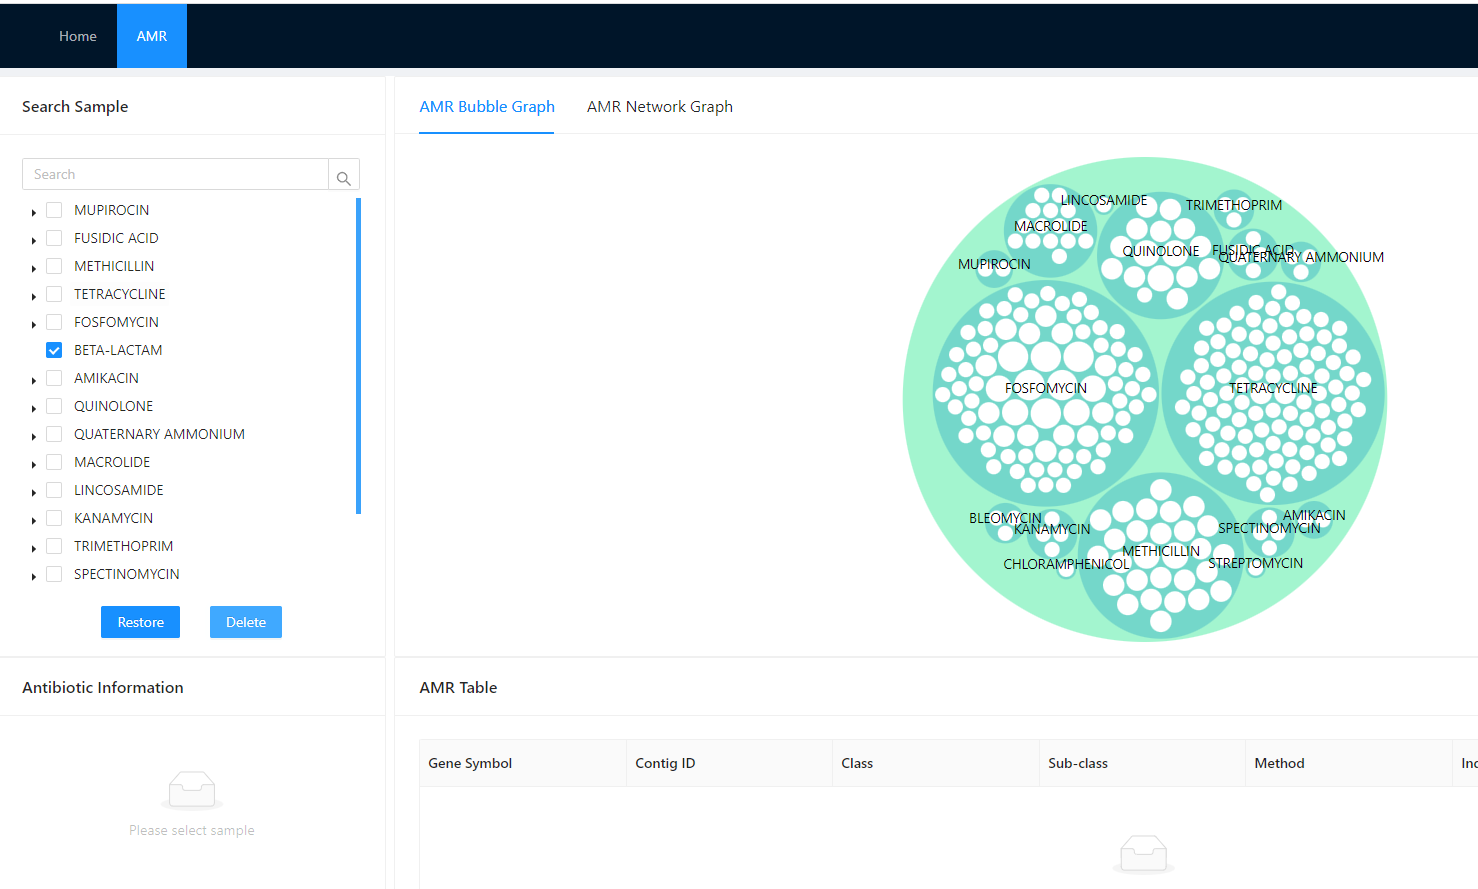 Home
AMR
Search Sample
Search
MUPIROCIN
FUSIDIC ACID
METHICILLIN
TETRACYCLINE
FOSFOMYCIN
BETA-LACTAM
AMIKACIN
QUINOLONE
QUATERNARY AMMONIUM
MACROLIDE
LINCOSAMIDE
KANAMYCIN
TRIMETHOPRIM
SPECTINOMYCIN
Restore
Delete
AMR Bubble Graph
AMR Network Graph
LINCOSAMIDE
TRIMETHOPRIM
MACROLIDE
QUINOLONE
FUSIDIC ACID
QUATERNARY AMMONIUM
MUPIROCIN
FOSFOMYCIN
TETRACYCLINE
BLEOMYCIN
KANAMYCIN
AMIKACIN
SPECTINOMYCIN
METHICILLIN
CHLORAMPHENICOL
STREPTOMYCIN
Antibiotic Information
Please select sample
AMR Table
Gene Symbol
Contig ID
Class
Sub-class
Method